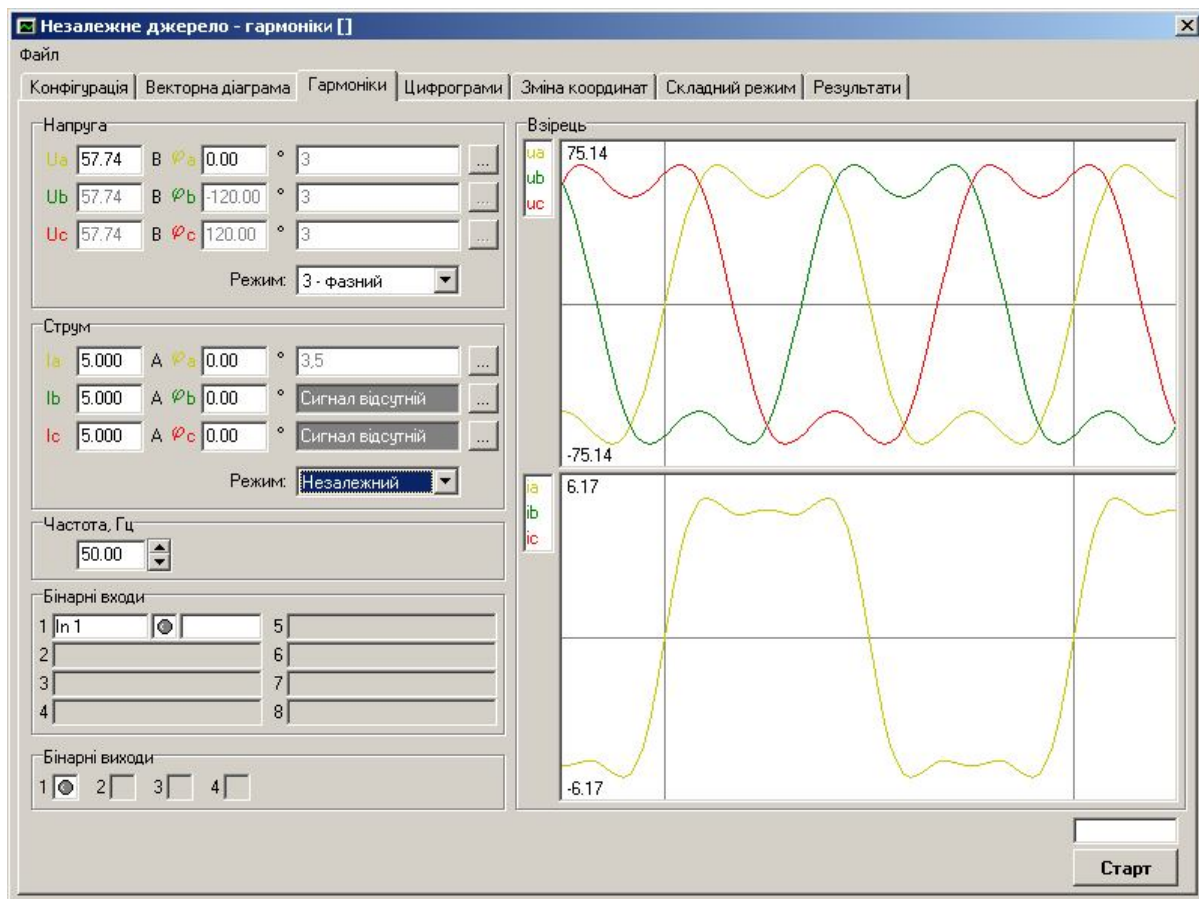 Незалежне джерело - гармоніки []
Файл
Конфігурація Векторна діаграма Гармоніки Цифрограми Зміна координат Складний режим Результати
Напруга
Ua 57.74 В φa 0.00 ° 3 ...
Ub 57.74 В φb -120.00 ° 3 ...
Uc 57.74 В φc 120.00 ° 3 ...
Режим: 3 - фазний
Струм
Ia 5.000 А φa 0.00 ° 3,5 ...
Ib 5.000 А φb 0.00 ° Сигнал відсутній ...
Ic 5.000 А φc 0.00 ° Сигнал відсутній ...
Режим: Незалежний
Частота, Гц
50.00
Бінарні входи
1 In 1 5
2 6
3 7
4 8
Бінарні виходи
1 2 3 4
Взірець
ua 75.14
ub
uc
-75.14
ia 6.17
ib
ic
-6.17
Старт